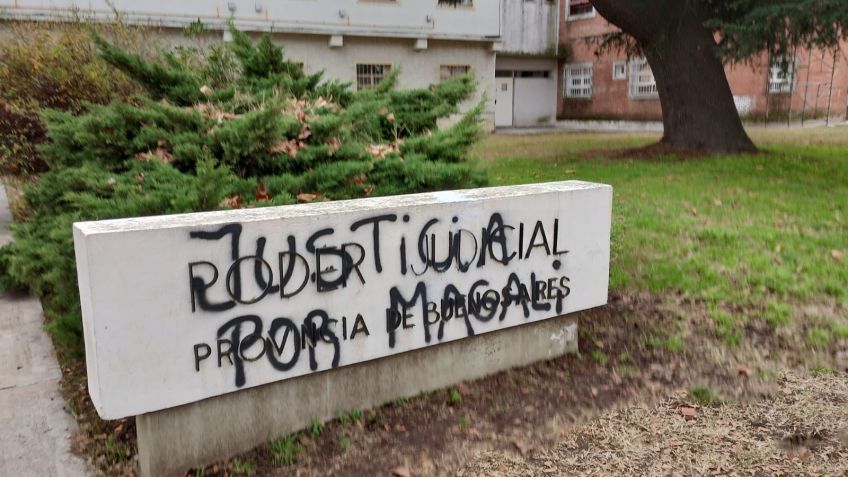 PODER JUDICIAL
PROVINCIA DE BUENOS AIRES
JUSTiCiA
POR MAGALi